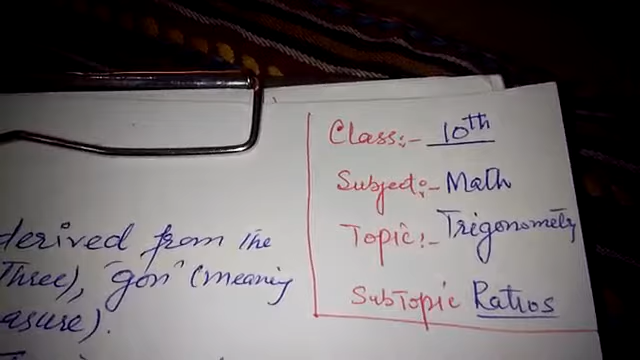 Class:- 10th
Subject:- Math
Topic:- Trigonometry
SubTopic Ratios
derived from the
Three), "gon" (meaning
asure).